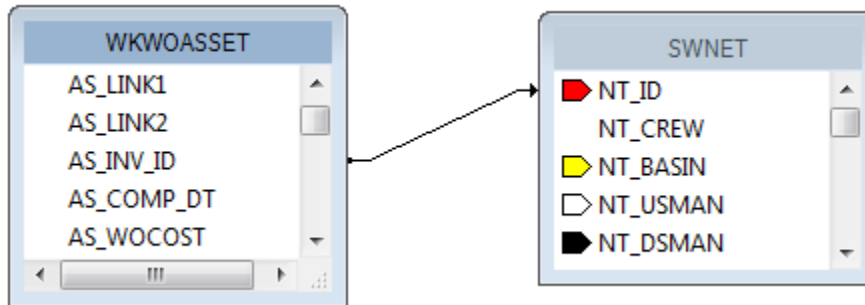 WKWOASSET
AS_LINK1
AS_LINK2
AS_INV_ID
AS_COMP_DT
AS_WOCOST
SWNET
NT_ID
NT_CREW
NT_BASIN
NT_USMAN
NT_DSMAN